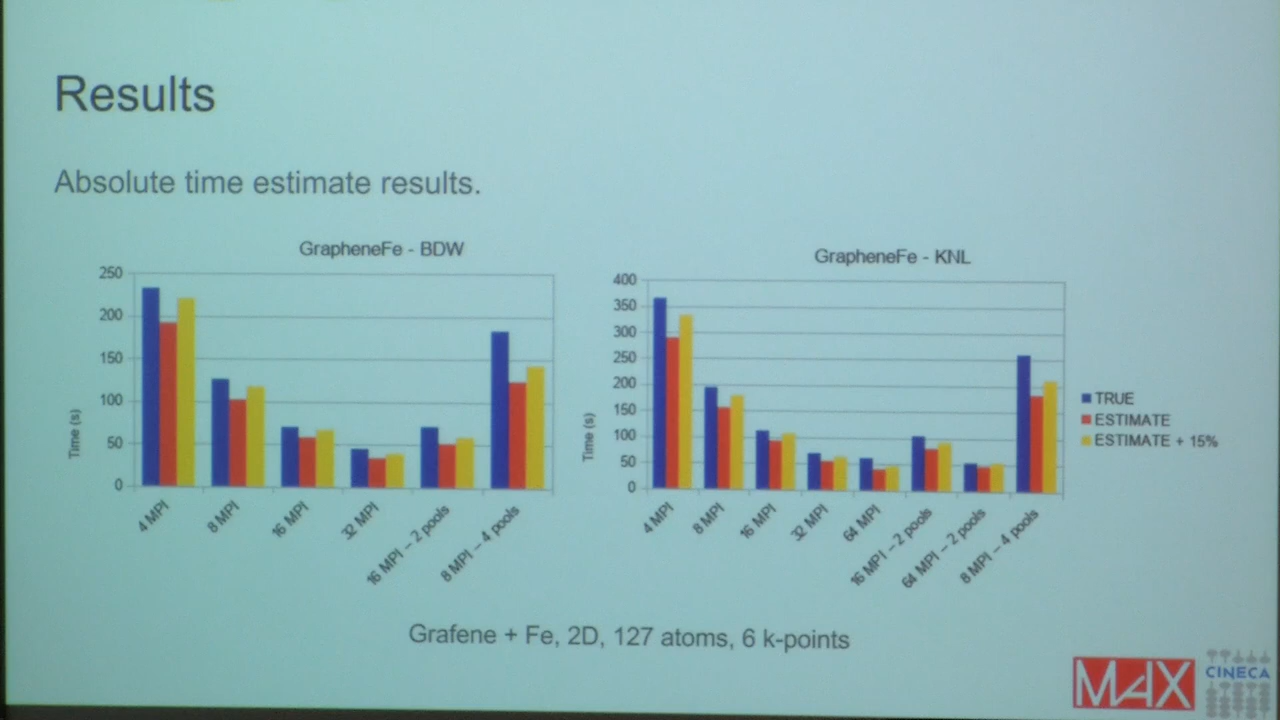 Results
Absolute time estimate results.
GrapheneFe - BDW
250
200
150
100
50
0
Time (s)
4 MPI
8 MPI
16 MPI
32 MPI
16 MPI – 2 pools
8 MPI – 4 pools
GrapheneFe - KNL
400
350
300
250
200
150
100
50
0
Time (s)
4 MPI
8 MPI
16 MPI
32 MPI
64 MPI
16 MPI – 2 pools
64 MPI – 2 pools
8 MPI – 4 pools
TRUE
ESTIMATE
ESTIMATE + 15%
Grafene + Fe, 2D, 127 atoms, 6 k-points
MAX
CINECA